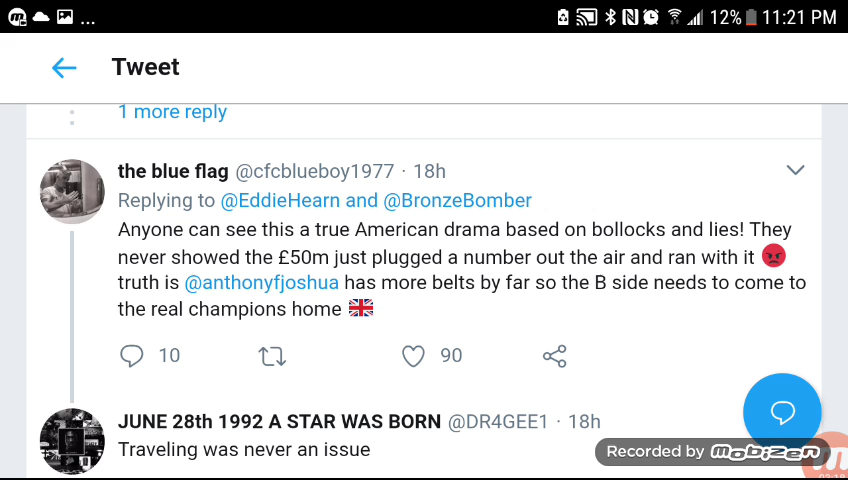 ... 12% 11:21 PM
Tweet
1 more reply
the blue flag @cfcblueboy1977 · 18h
Replying to @EddieHearn and @BronzeBomber
Anyone can see this a true American drama based on bollocks and lies! They
never showed the £50m just plugged a number out the air and ran with it 😡
truth is @anthonyfjoshua has more belts by far so the B side needs to come to
the real champions home 🇬🇧
10 90
JUNE 28th 1992 A STAR WAS BORN @DR4GEE1 · 18h
Traveling was never an issue
Recorded by mobizen